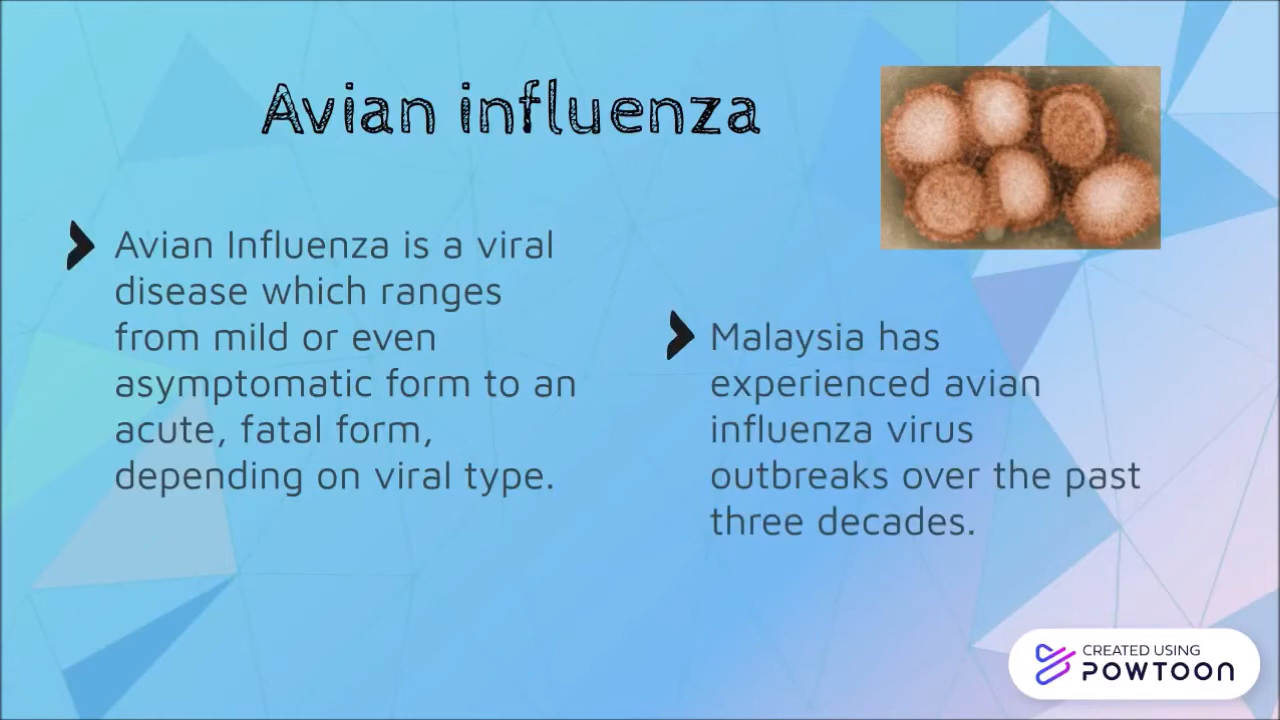 Avian influenza
Avian Influenza is a viral
disease which ranges
from mild or even
asymptomatic form to an
acute, fatal form,
depending on viral type.
Malaysia has
experienced avian
influenza virus
outbreaks over the past
three decades.
CREATED USING
POWTOON